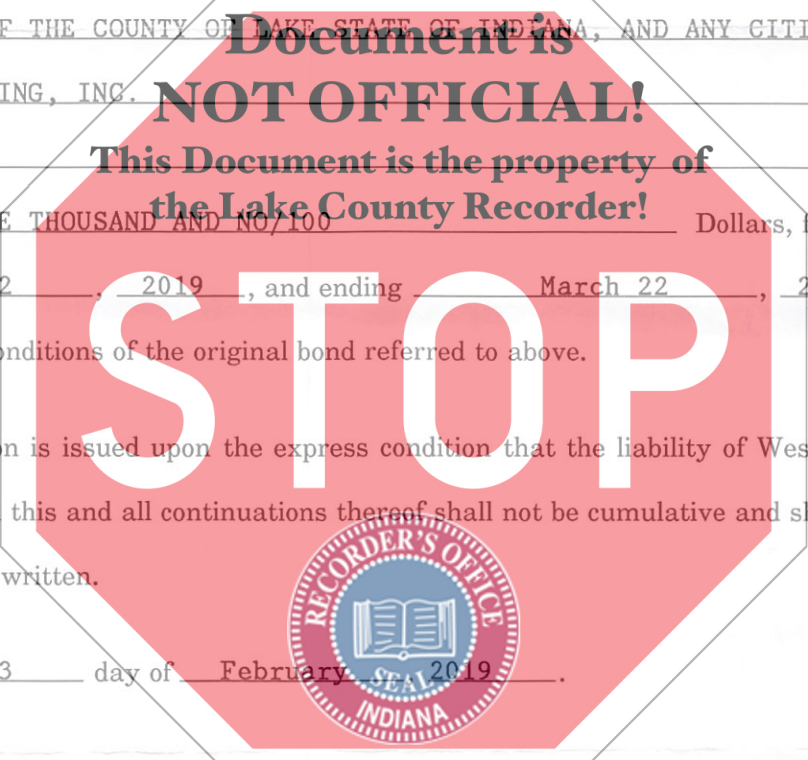 F THE COUNTY OF LAKE STATE OF INDIANA, AND ANY CITI
Document is
ING, INC.
NOT OFFICIAL!
This Document is the property of
the Lake County Recorder!
E THOUSAND AND NO/100 Dollars, f
2, 2019, and ending March 22, 2
STOP
onditions of the original bond referred to above.
n is issued upon the express condition that the liability of Wes
this and all continuations thereof shall not be cumulative and sh
written.
RECORDER'S OFFICE
SEAL
INDIANA
3 day of February 2019.